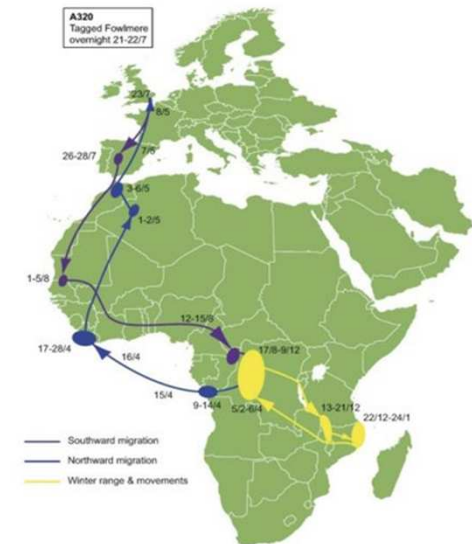 A320
Tagged Fowlmere
overnight 21-22/7
23/7
8/5
7/5
26-28/7
3-6/5
1-2/5
1-5/8
12-15/8
17-28/4
17/8-9/12
16/4
15/4
9-14/4
5/2-6/4
13-21/12
22/12-24/1
Southward migration
Northward migration
Winter range & movements